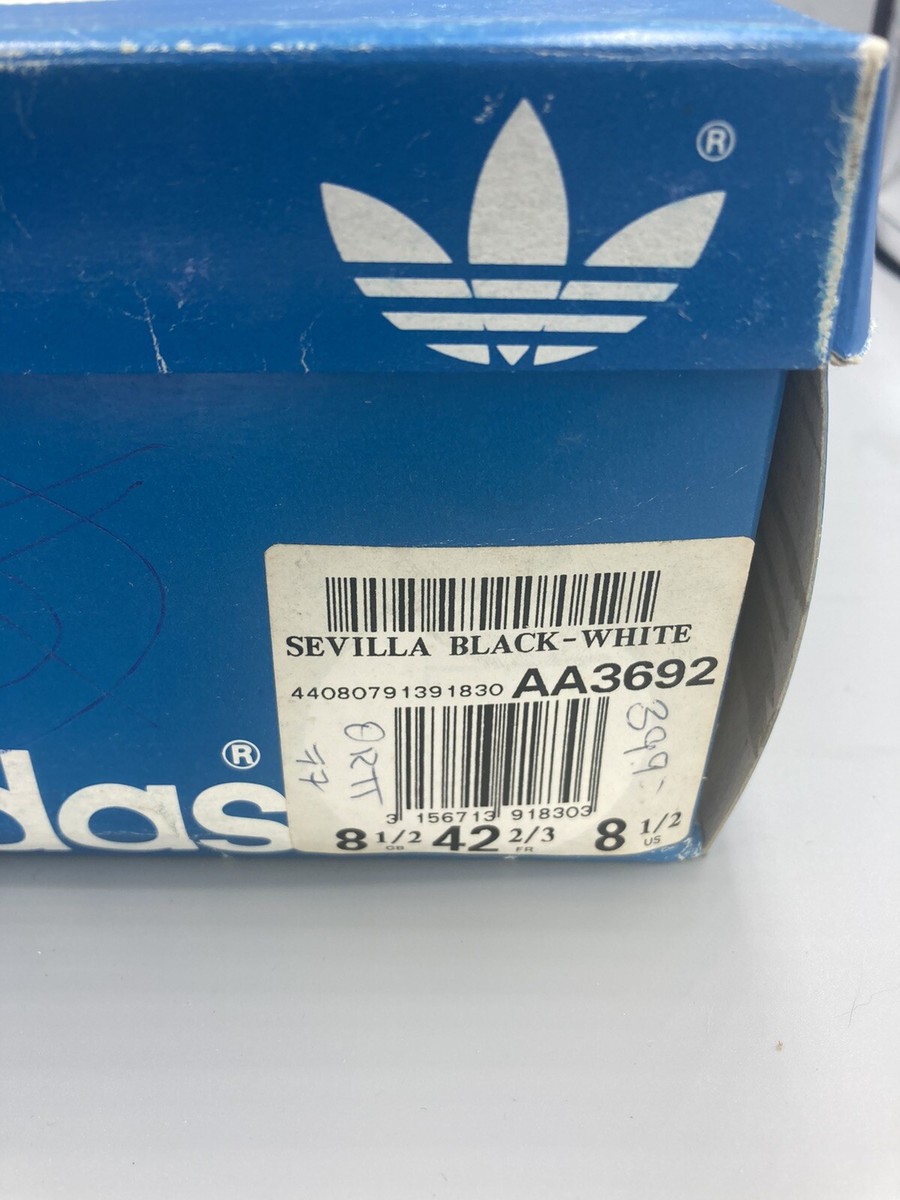 ®
SEVILLA BLACK-WHITE
44080791391830 AA3692
399,-
77
3 156713 918303
8 1/2 GB 42 2/3 FR 8 1/2 US
®
das